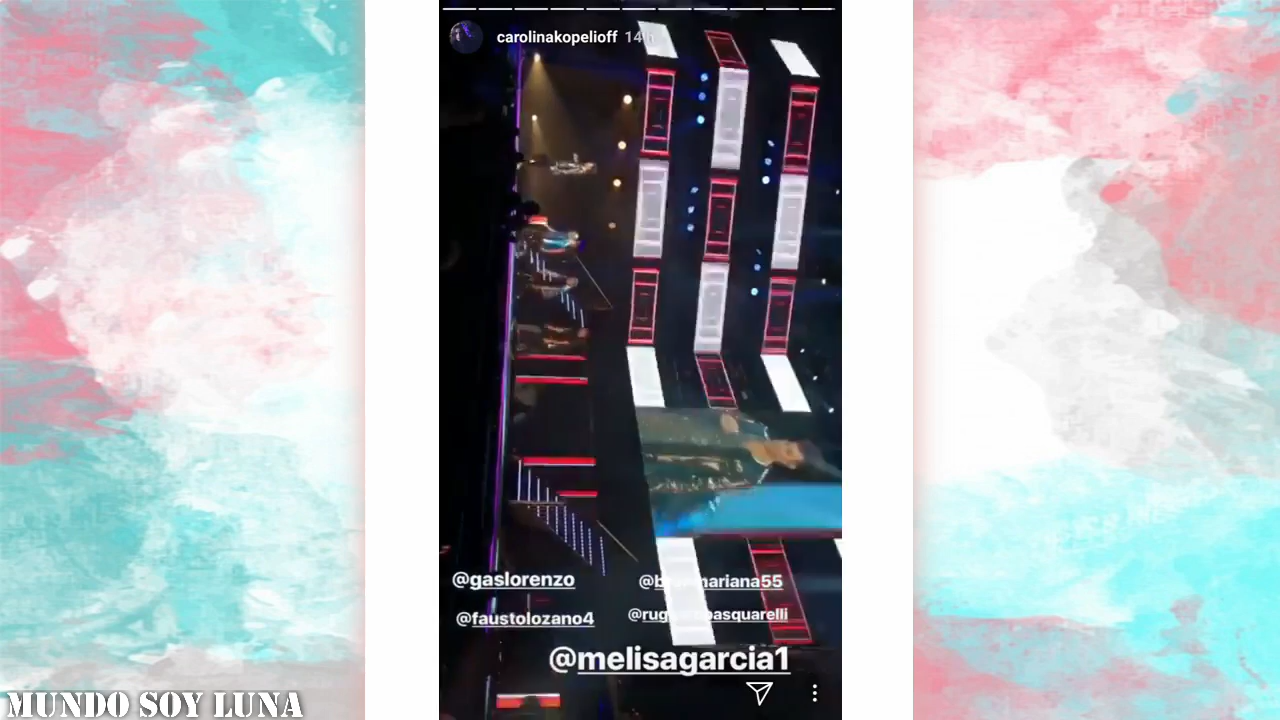 carolinakopelioff 14h
@gaslorenzo
@faustolozano4
@melisagarcia1
MUNDO SOY LUNA